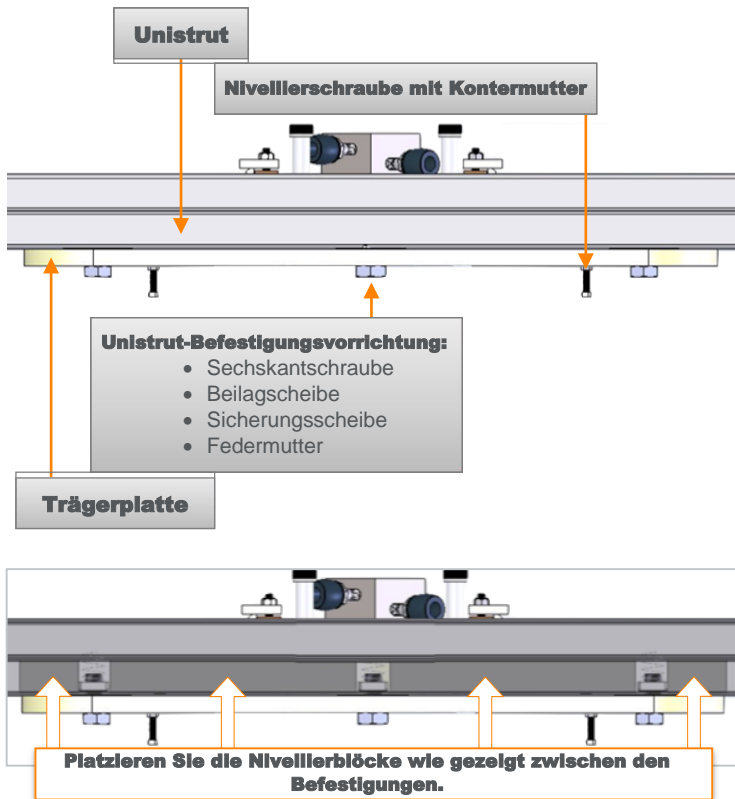 Unistrut
Nivellierschraube mit Kontermutter
Unistrut-Befestigungsvorrichtung:
• Sechskantschraube
• Beilagscheibe
• Sicherungsscheibe
• Federmutter
Trägerplatte
Platzieren Sie die Nivellierblöcke wie gezeigt zwischen den
Befestigungen.